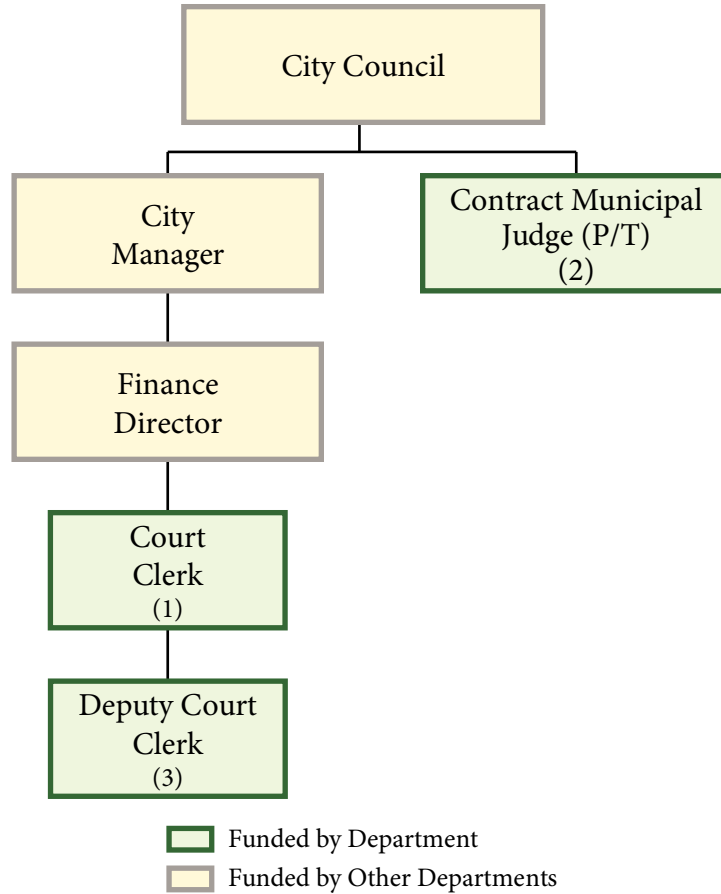 City Council
City
Manager
Contract Municipal
Judge (P/T)
(2)
Finance
Director
Court
Clerk
(1)
Deputy Court
Clerk
(3)
Funded by Department
Funded by Other Departments